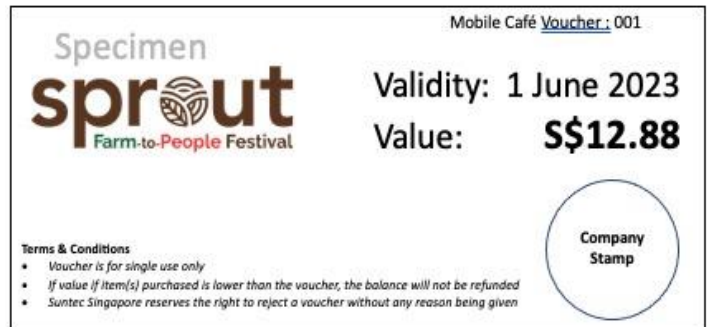 Mobile Café Voucher : 001
Specimen
sprout
Farm-to-People Festival
Validity: 1 June 2023
Value: S$12.88
Company
Stamp
Terms & Conditions
• Voucher is for single use only
• If value if item(s) purchased is lower than the voucher, the balance will not be refunded
• Suntec Singapore reserves the right to reject a voucher without any reason being given